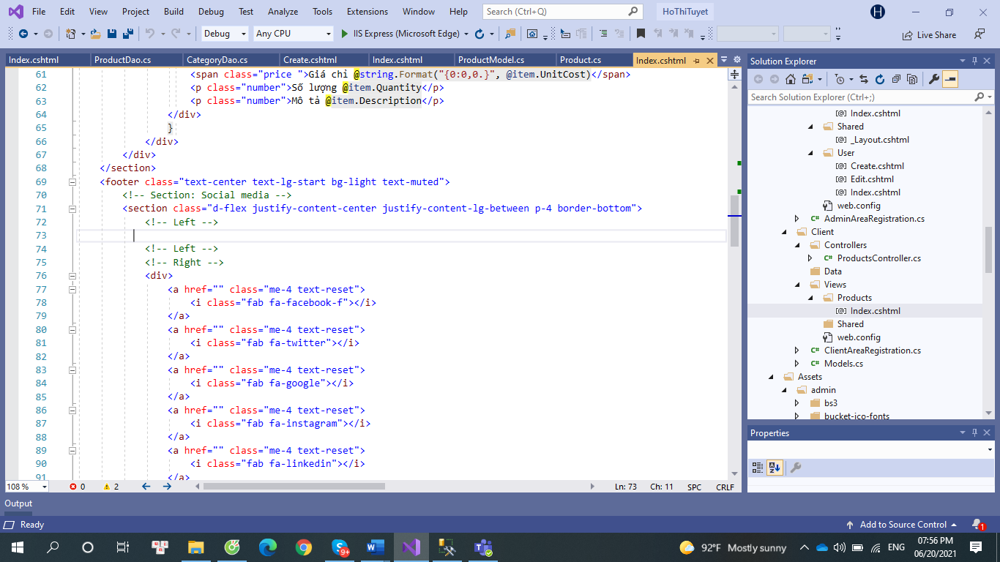 File Edit View Project Build Debug Test Analyze Tools Extensions Window Help Search (Ctrl+Q) HoThiTuyet H
Debug Any CPU IIS Express (Microsoft Edge) Live Share
Index.cshtml ProductDao.cs CategoryDao.cs Create.cshtml Index.cshtml ProductModel.cs Product.cs Index.cshtml
61 <span class="price ">Giá chỉ @string.Format("{0:0,0.}", @item.UnitCost)</span>
62 <p class="number">Số lượng @item.Quantity</p>
63 <p class="number">Mô tả @item.Description</p>
64 </div>
65 }
66 </div>
67 </div>
68 </section>
69 <footer class="text-center text-lg-start bg-light text-muted">
70 <!-- Section: Social media -->
71 <section class="d-flex justify-content-center justify-content-lg-between p-4 border-bottom">
72 <!-- Left -->
73
74 <!-- Left -->
75 <!-- Right -->
76 <div>
77 <a href="" class="me-4 text-reset">
78 <i class="fab fa-facebook-f"></i>
79 </a>
80 <a href="" class="me-4 text-reset">
81 <i class="fab fa-twitter"></i>
82 </a>
83 <a href="" class="me-4 text-reset">
84 <i class="fab fa-google"></i>
85 </a>
86 <a href="" class="me-4 text-reset">
87 <i class="fab fa-instagram"></i>
88 </a>
89 <a href="" class="me-4 text-reset">
90 <i class="fab fa-linkedin"></i>
91 </a>
108 % 0 2 Ln: 73 Ch: 11 SPC CRLF
Solution Explorer
Search Solution Explorer (Ctrl+;)
Index.cshtml
Shared
_Layout.cshtml
User
Create.cshtml
Edit.cshtml
Index.cshtml
web.config
C# AdminAreaRegistration.cs
Client
Controllers
C# ProductsController.cs
Data
Views
Products
Index.cshtml
Shared
web.config
C# ClientAreaRegistration.cs
C# Models.cs
Assets
admin
bs3
bucket-ico-fonts
Properties
Output
Ready Add to Source Control 1
9+ 92°F Mostly sunny ENG 07:56 PM
06/20/2021